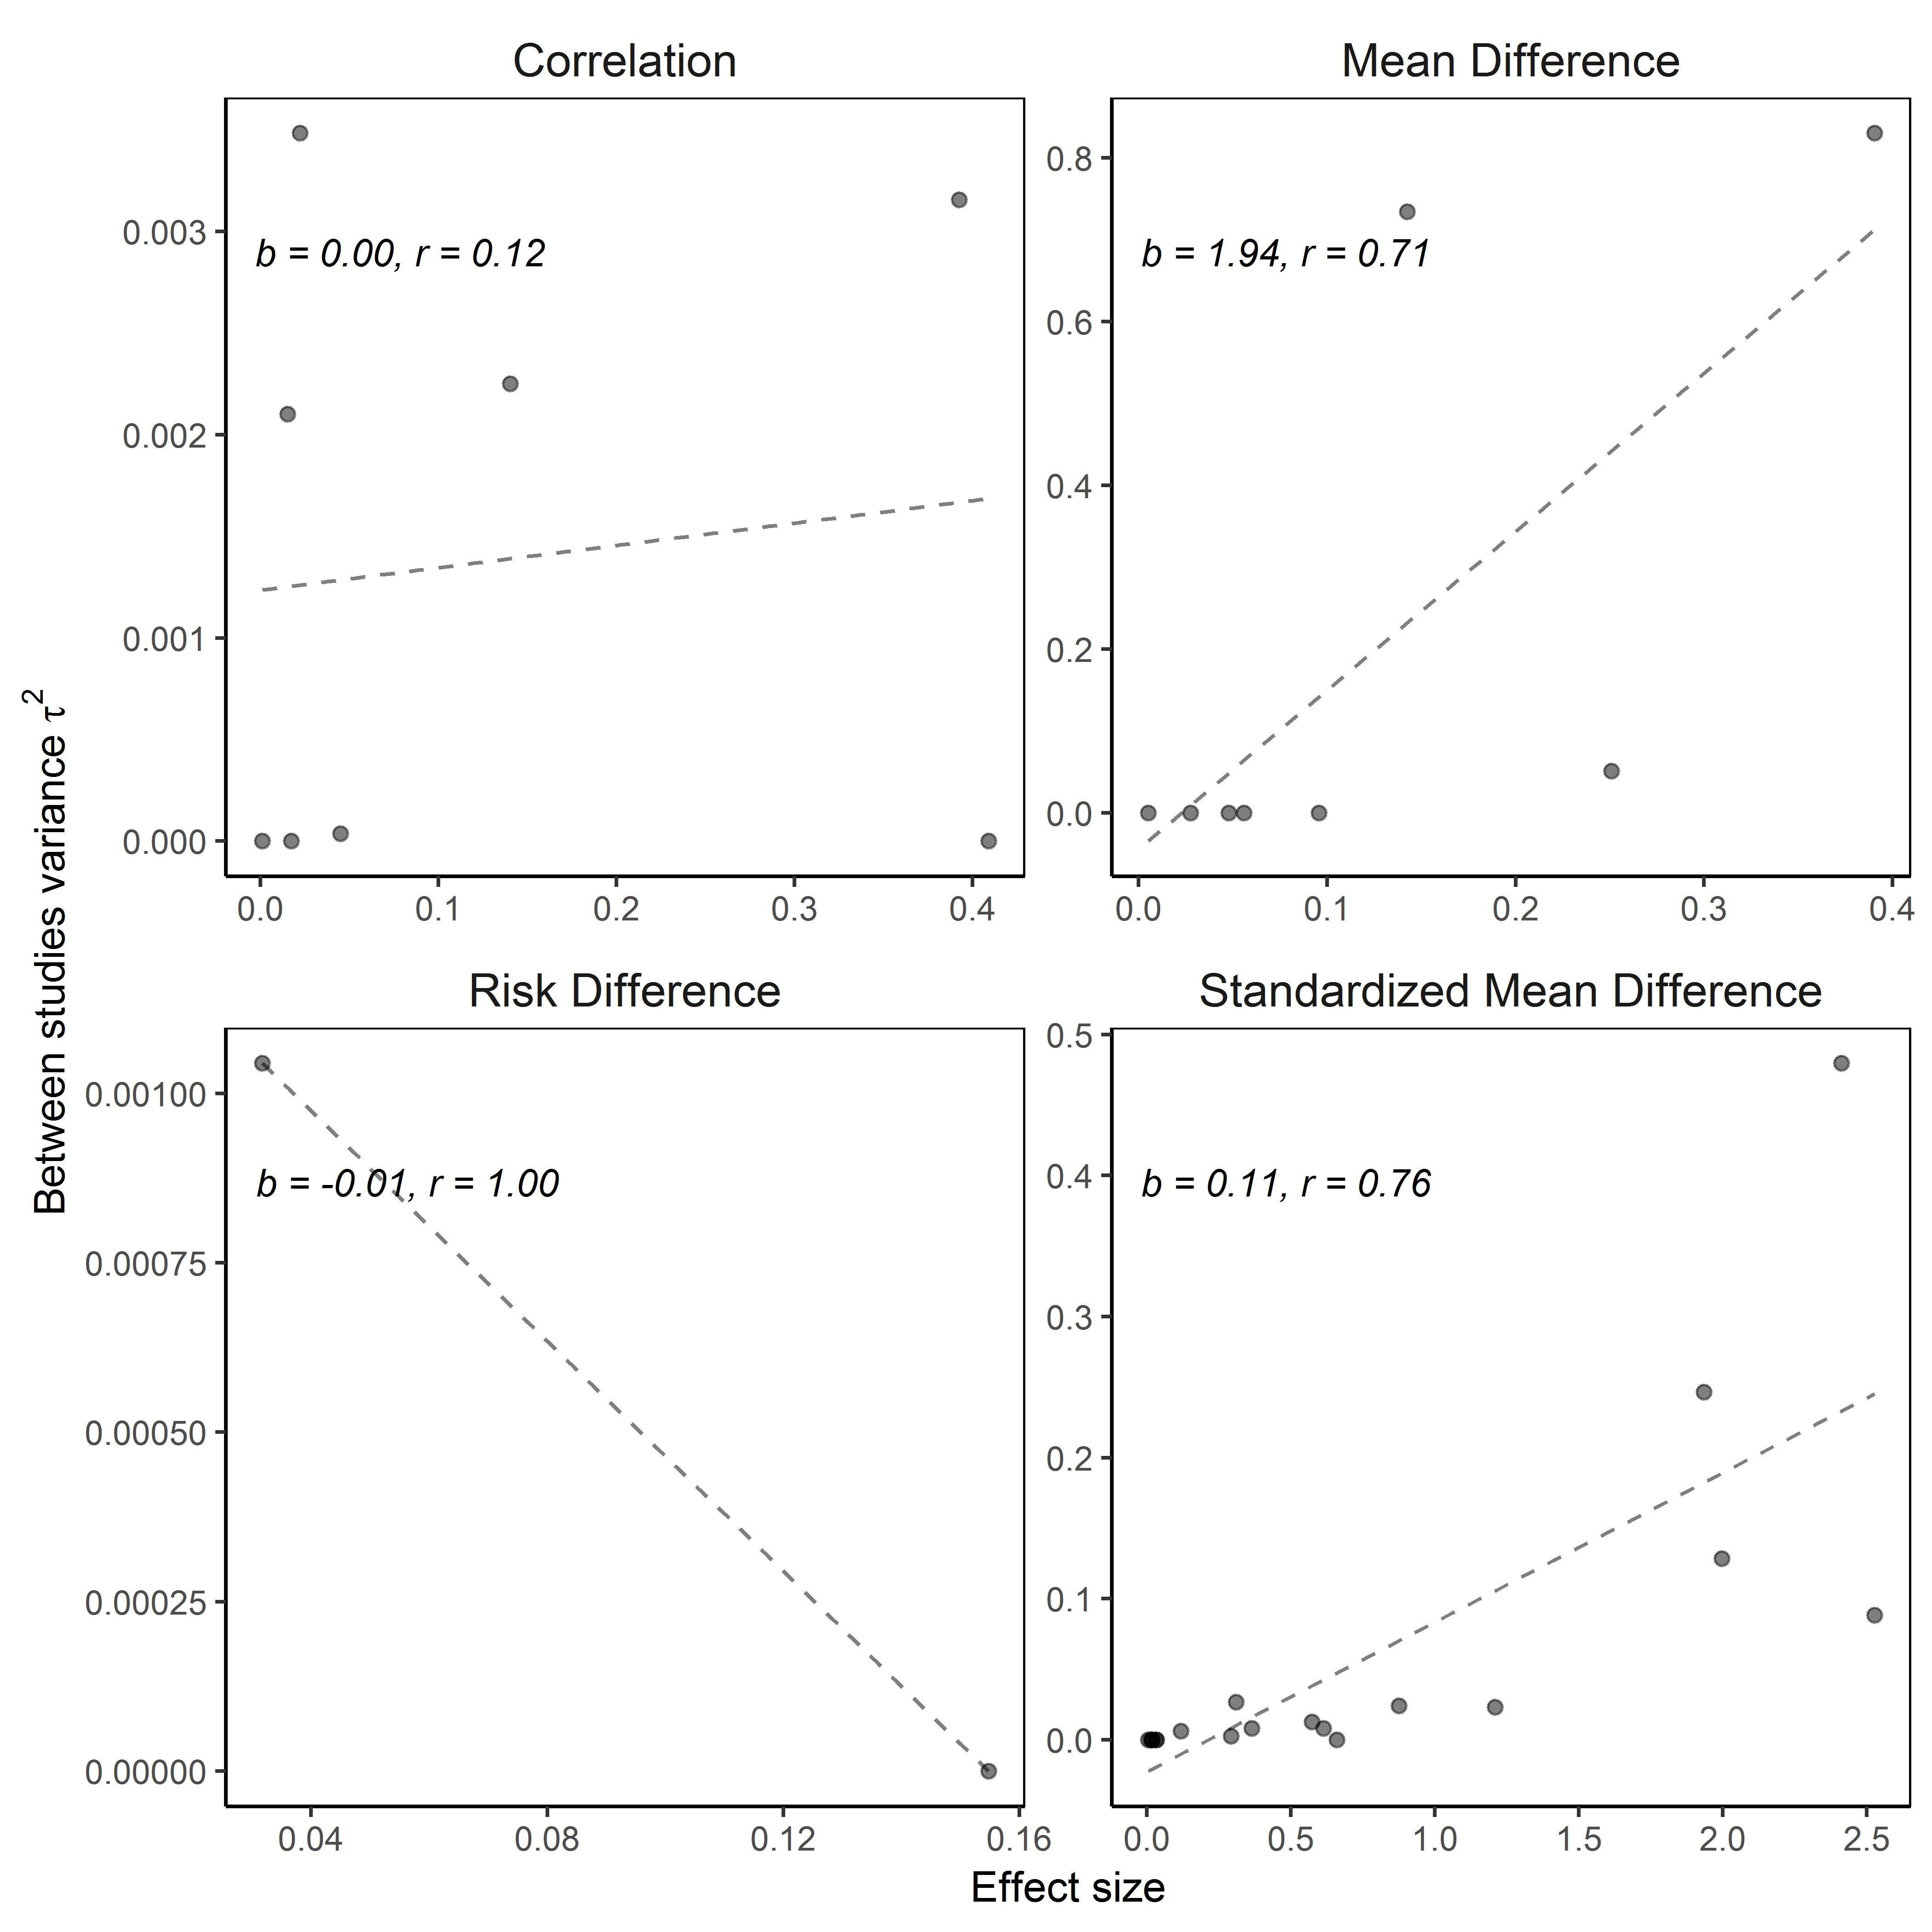 Correlation
Mean Difference
0.003
0.002
0.001
0.000
b = 0.00, r = 0.12
0.0 0.1 0.2 0.3 0.4
0.8
0.6
0.4
0.2
0.0
b = 1.94, r = 0.71
0.0 0.1 0.2 0.3 0.4
Between studies variance τ²
Risk Difference
Standardized Mean Difference
0.00100
0.00075
0.00050
0.00025
0.00000
b = -0.01, r = 1.00
0.04 0.08 0.12 0.16
0.5
0.4
0.3
0.2
0.1
0.0
b = 0.11, r = 0.76
0.0 0.5 1.0 1.5 2.0 2.5
Effect size